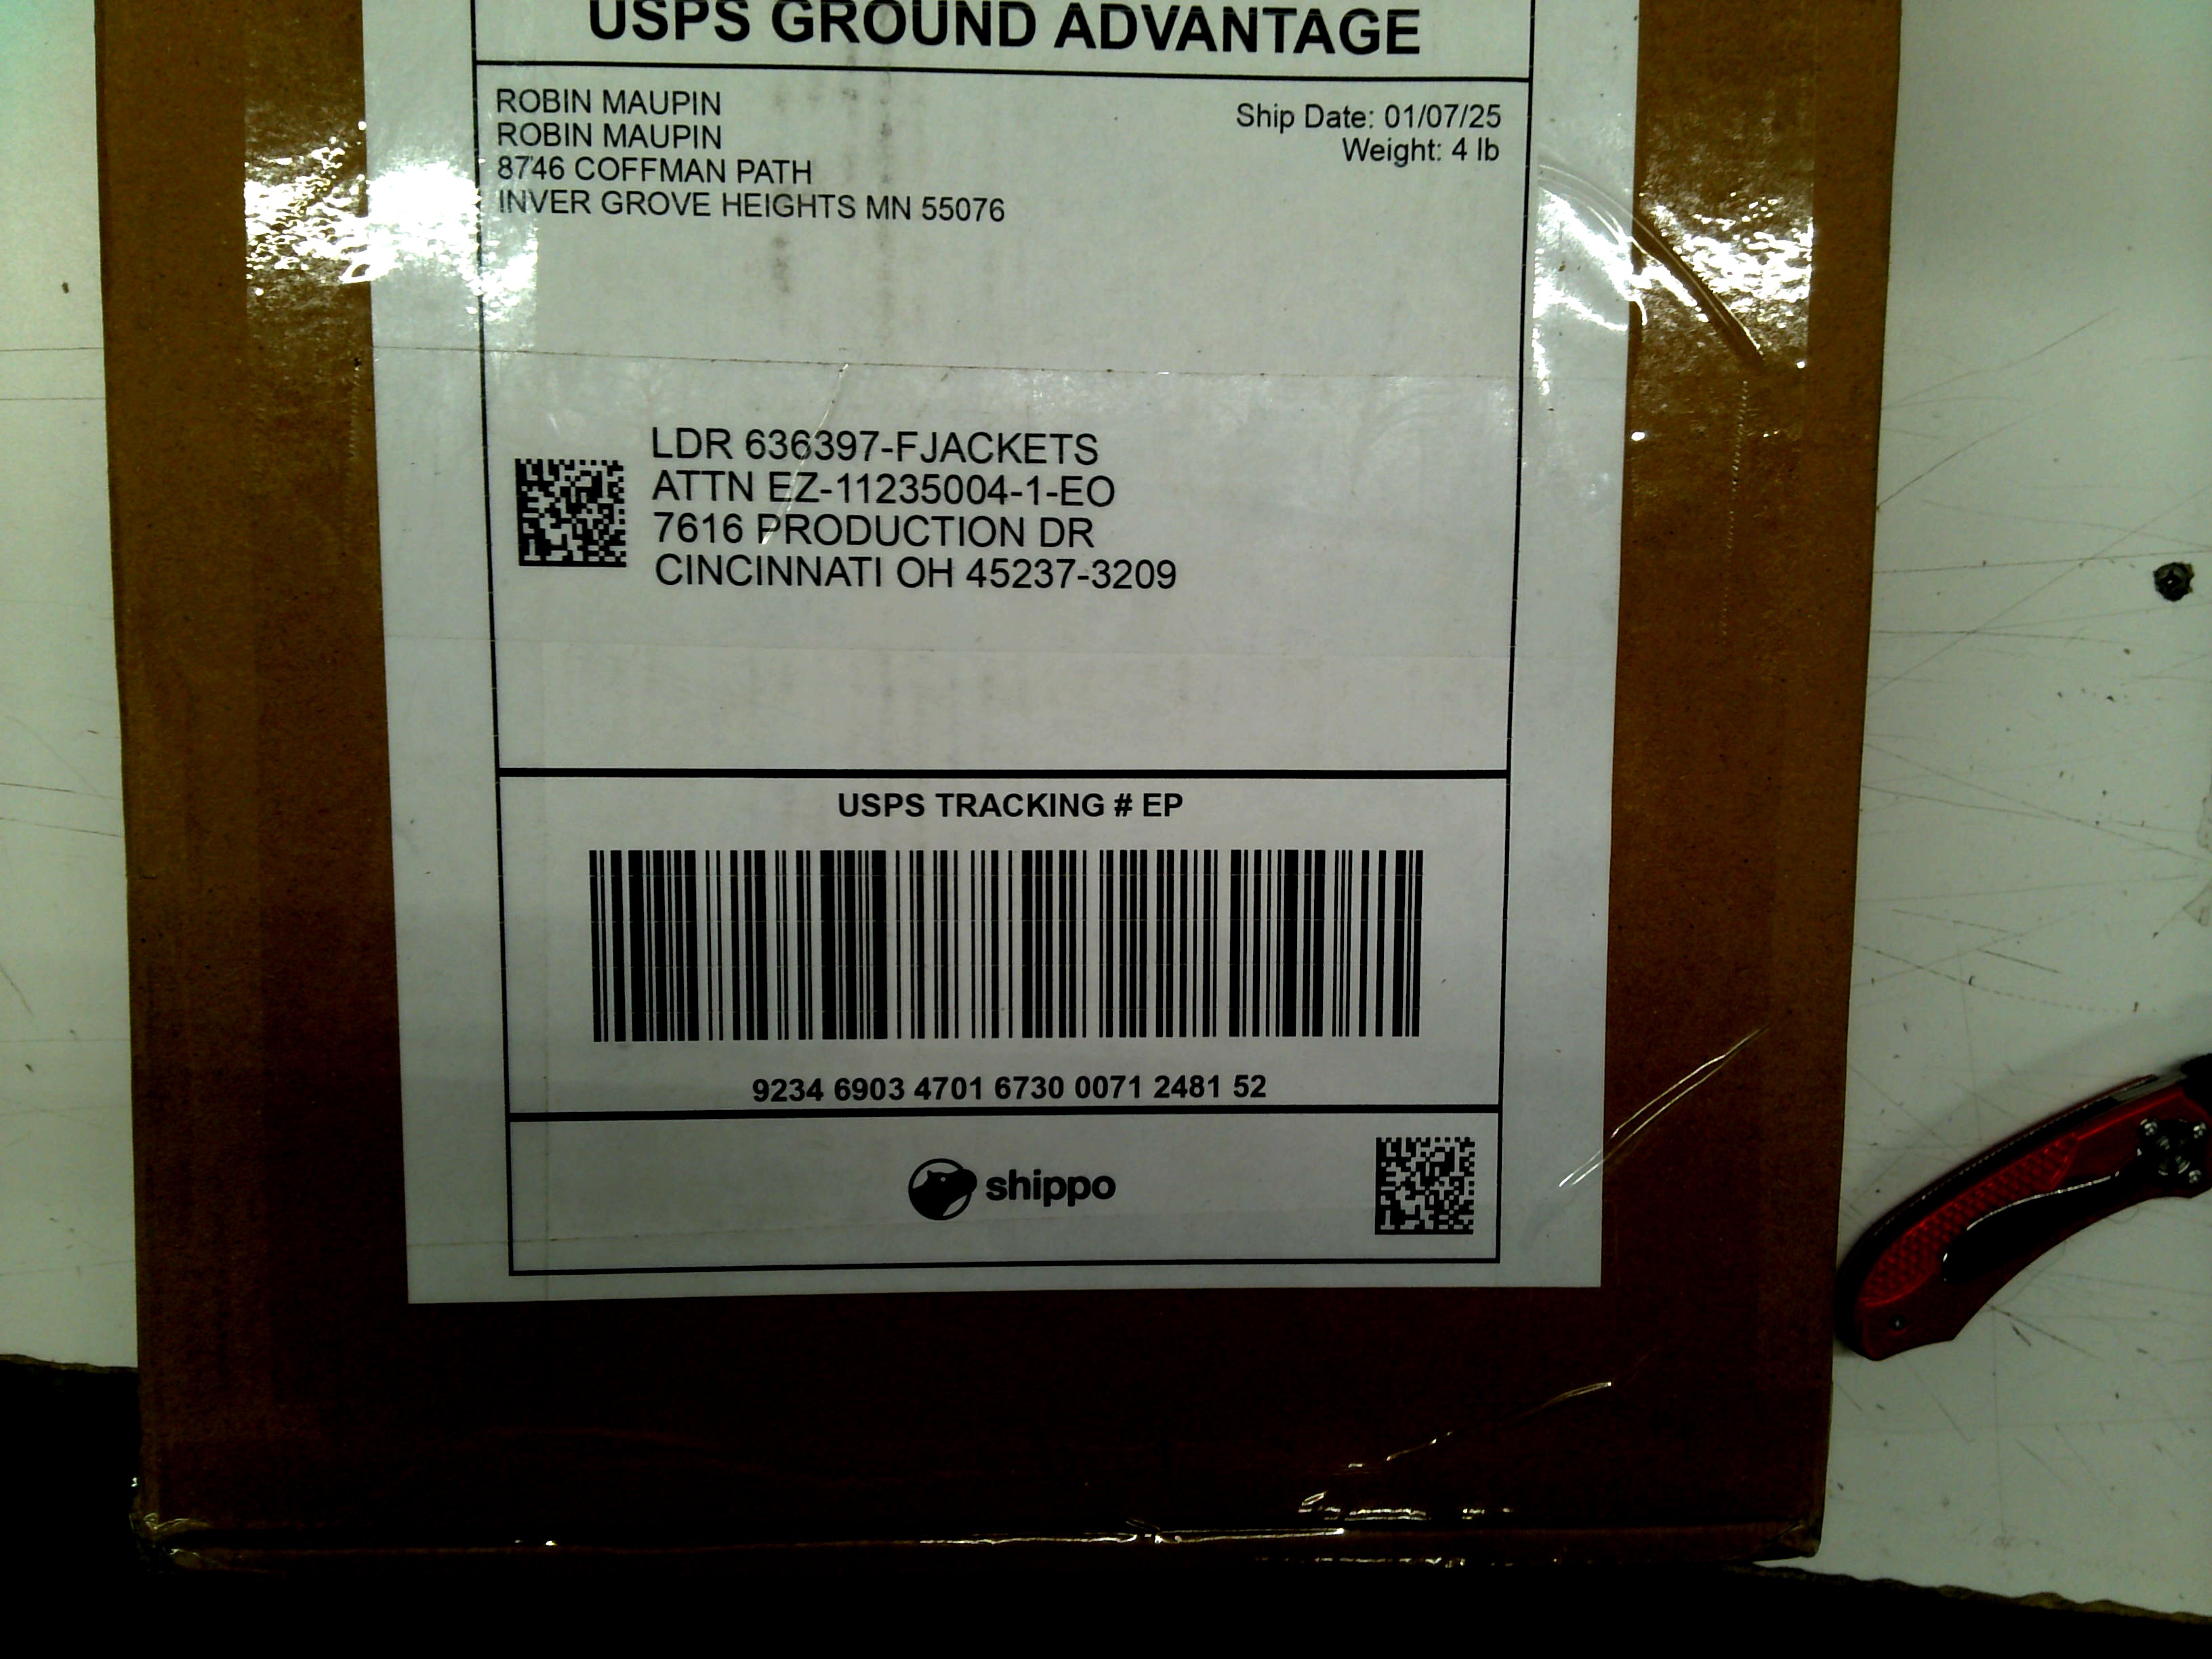 USPS GROUND ADVANTAGE
ROBIN MAUPIN
ROBIN MAUPIN
8746 COFFMAN PATH
INVER GROVE HEIGHTS MN 55076
Ship Date: 01/07/25
Weight: 4 lb
LDR 636397-FJACKETS
ATTN EZ-11235004-1-EO
7616 PRODUCTION DR
CINCINNATI OH 45237-3209
USPS TRACKING # EP
9234 6903 4701 6730 0071 2481 52
shippo